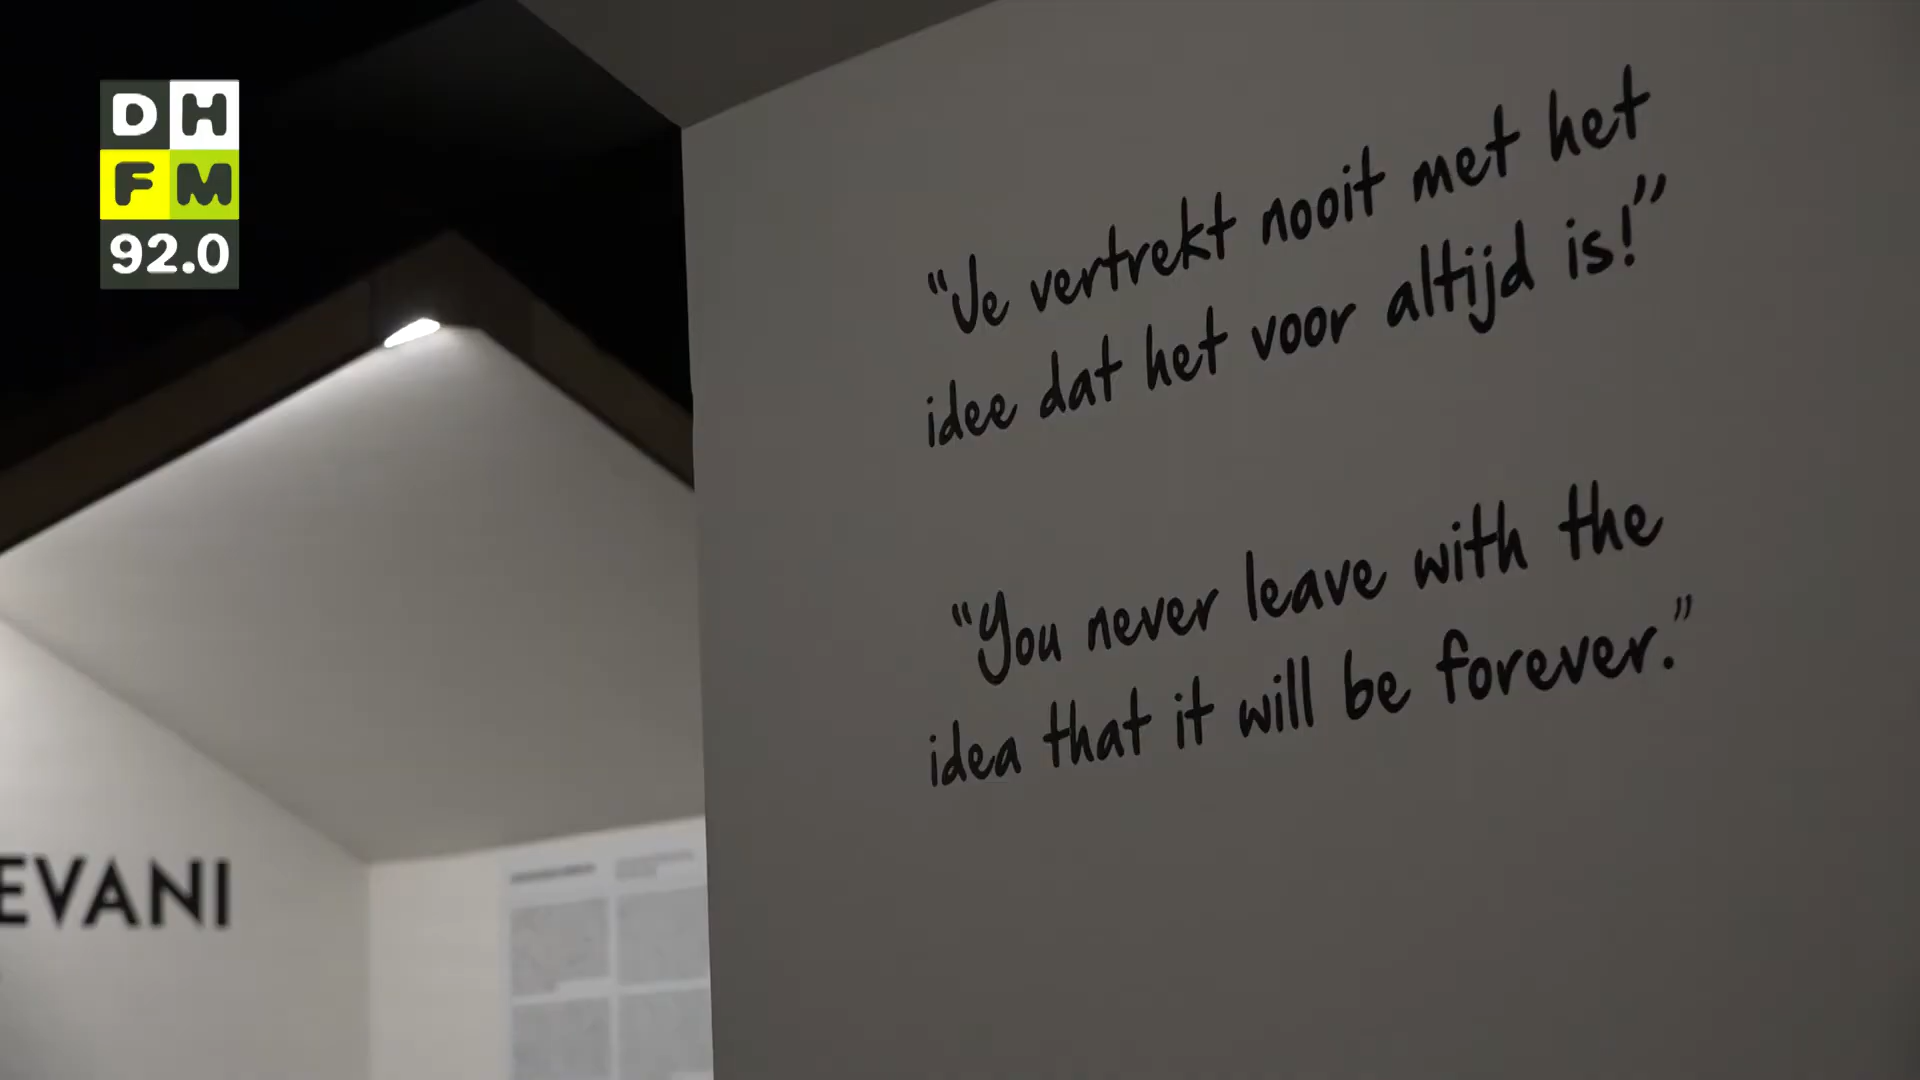 DH
FM
92.0
"Je vertrekt nooit met het
idee dat het voor altijd is!"
"You never leave with the
idea that it will be forever."
EVANI